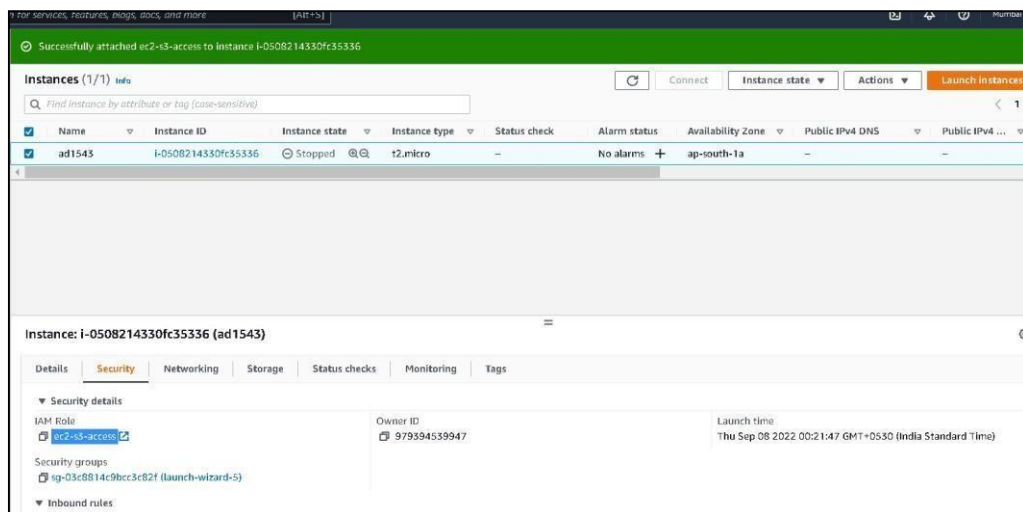 for services, features, blogs, docs, and more [Alt+S] Mumbai
Successfully attached ec2-s3-access to instance i-0508214330fc35336
Instances (1/1) Info Connect Instance state Actions Launch instances
Find instance by attribute or tag (case-sensitive) 1
Name Instance ID Instance state Instance type Status check Alarm status Availability Zone Public IPv4 DNS Public IPv4 ...
ad1543 i-0508214330fc35336 Stopped t2.micro – No alarms + ap-south-1a – –
Instance: i-0508214330fc35336 (ad1543)
Details Security Networking Storage Status checks Monitoring Tags
Security details
IAM Role Owner ID Launch time
ec2-s3-access 979394539947 Thu Sep 08 2022 00:21:47 GMT+0530 (India Standard Time)
Security groups
sg-03c8814c9bcc3c82f (launch-wizard-5)
Inbound rules